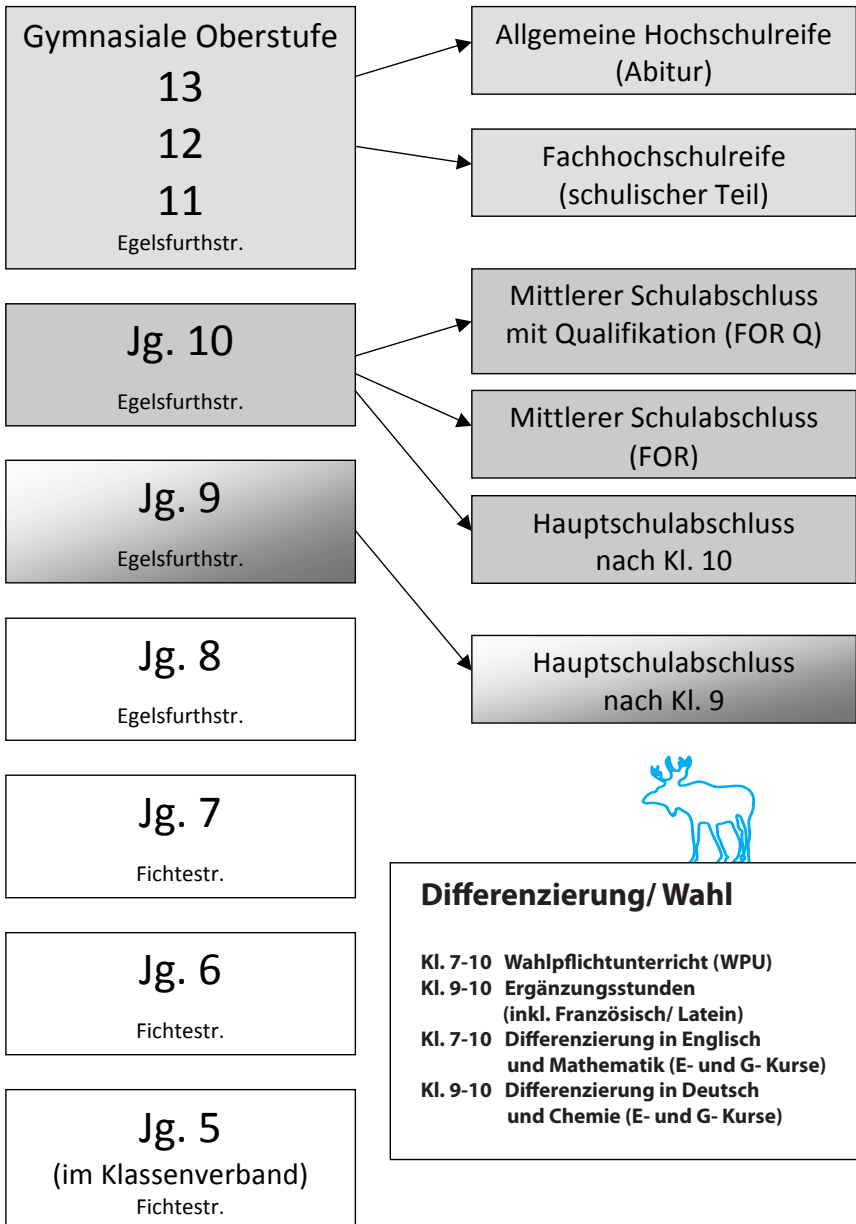 Gymnasiale Oberstufe
13
12
11
Egelsfurthstr.
Allgemeine Hochschulreife
(Abitur)
Fachhochschulreife
(schulischer Teil)
Jg. 10
Egelsfurthstr.
Mittlerer Schulabschluss
mit Qualifikation (FOR Q)
Mittlerer Schulabschluss
(FOR)
Hauptschulabschluss
nach Kl. 10
Jg. 9
Egelsfurthstr.
Hauptschulabschluss
nach Kl. 9
Jg. 8
Egelsfurthstr.
Jg. 7
Fichtestr.
Jg. 6
Fichtestr.
Jg. 5
(im Klassenverband)
Fichtestr.
Differenzierung/ Wahl
Kl. 7-10 Wahlpflichtunterricht (WPU)
Kl. 9-10 Ergänzungsstunden
(inkl. Französisch/ Latein)
Kl. 7-10 Differenzierung in Englisch
und Mathematik (E- und G- Kurse)
Kl. 9-10 Differenzierung in Deutsch
und Chemie (E- und G- Kurse)